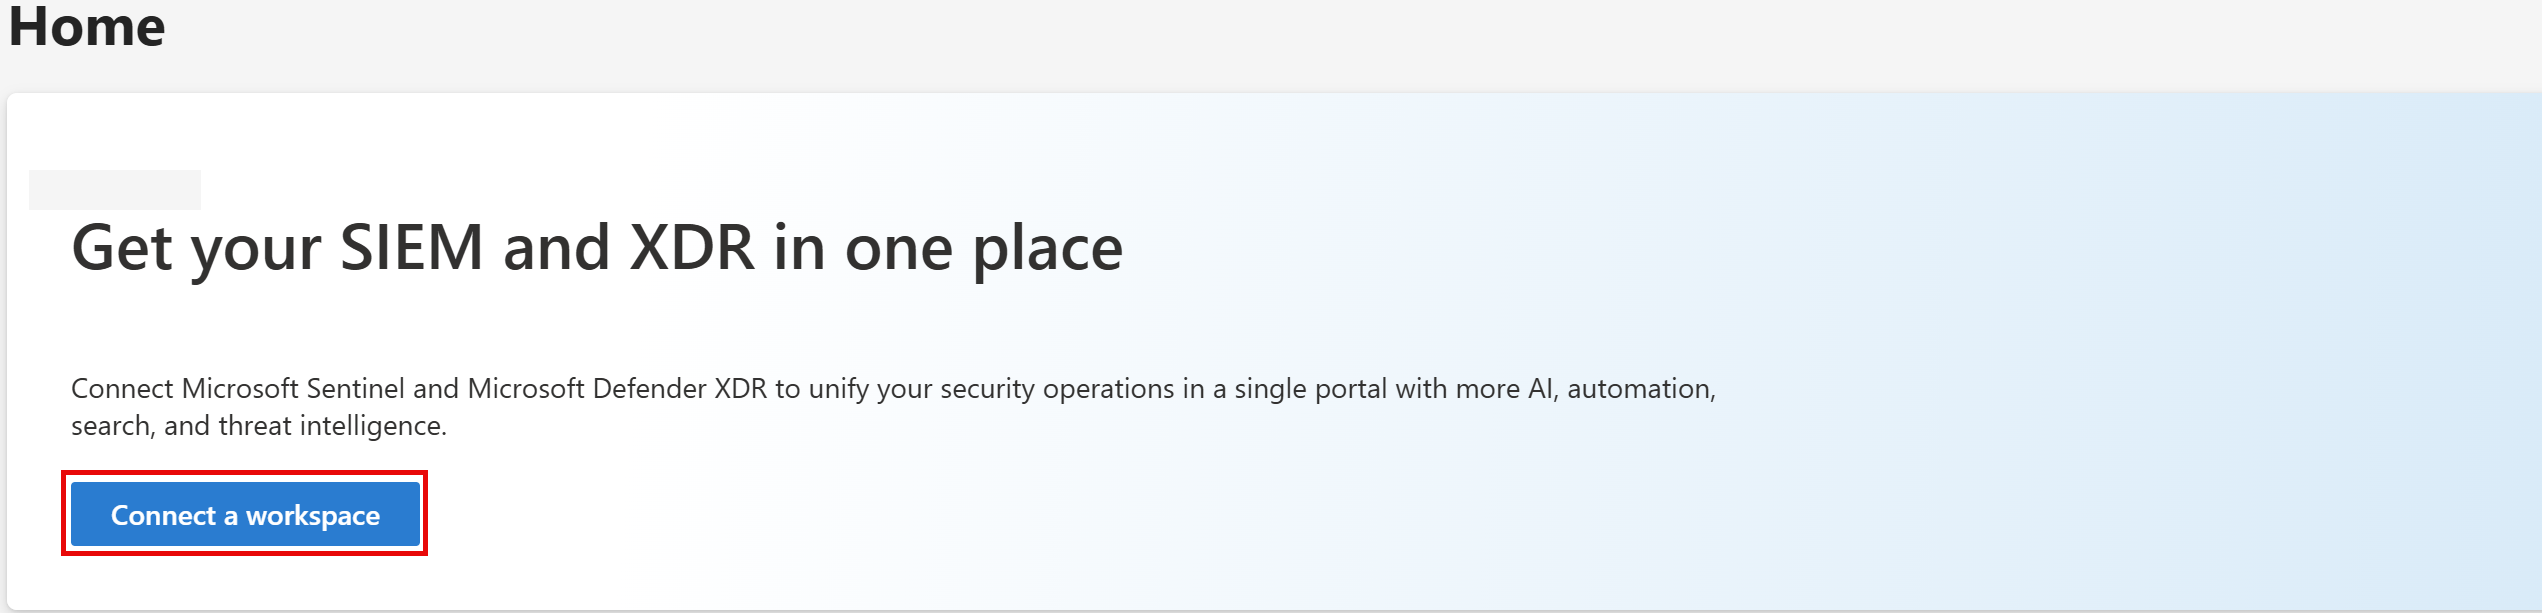 Home
Get your SIEM and XDR in one place
Connect Microsoft Sentinel and Microsoft Defender XDR to unify your security operations in a single portal with more AI, automation,
search, and threat intelligence.
Connect a workspace